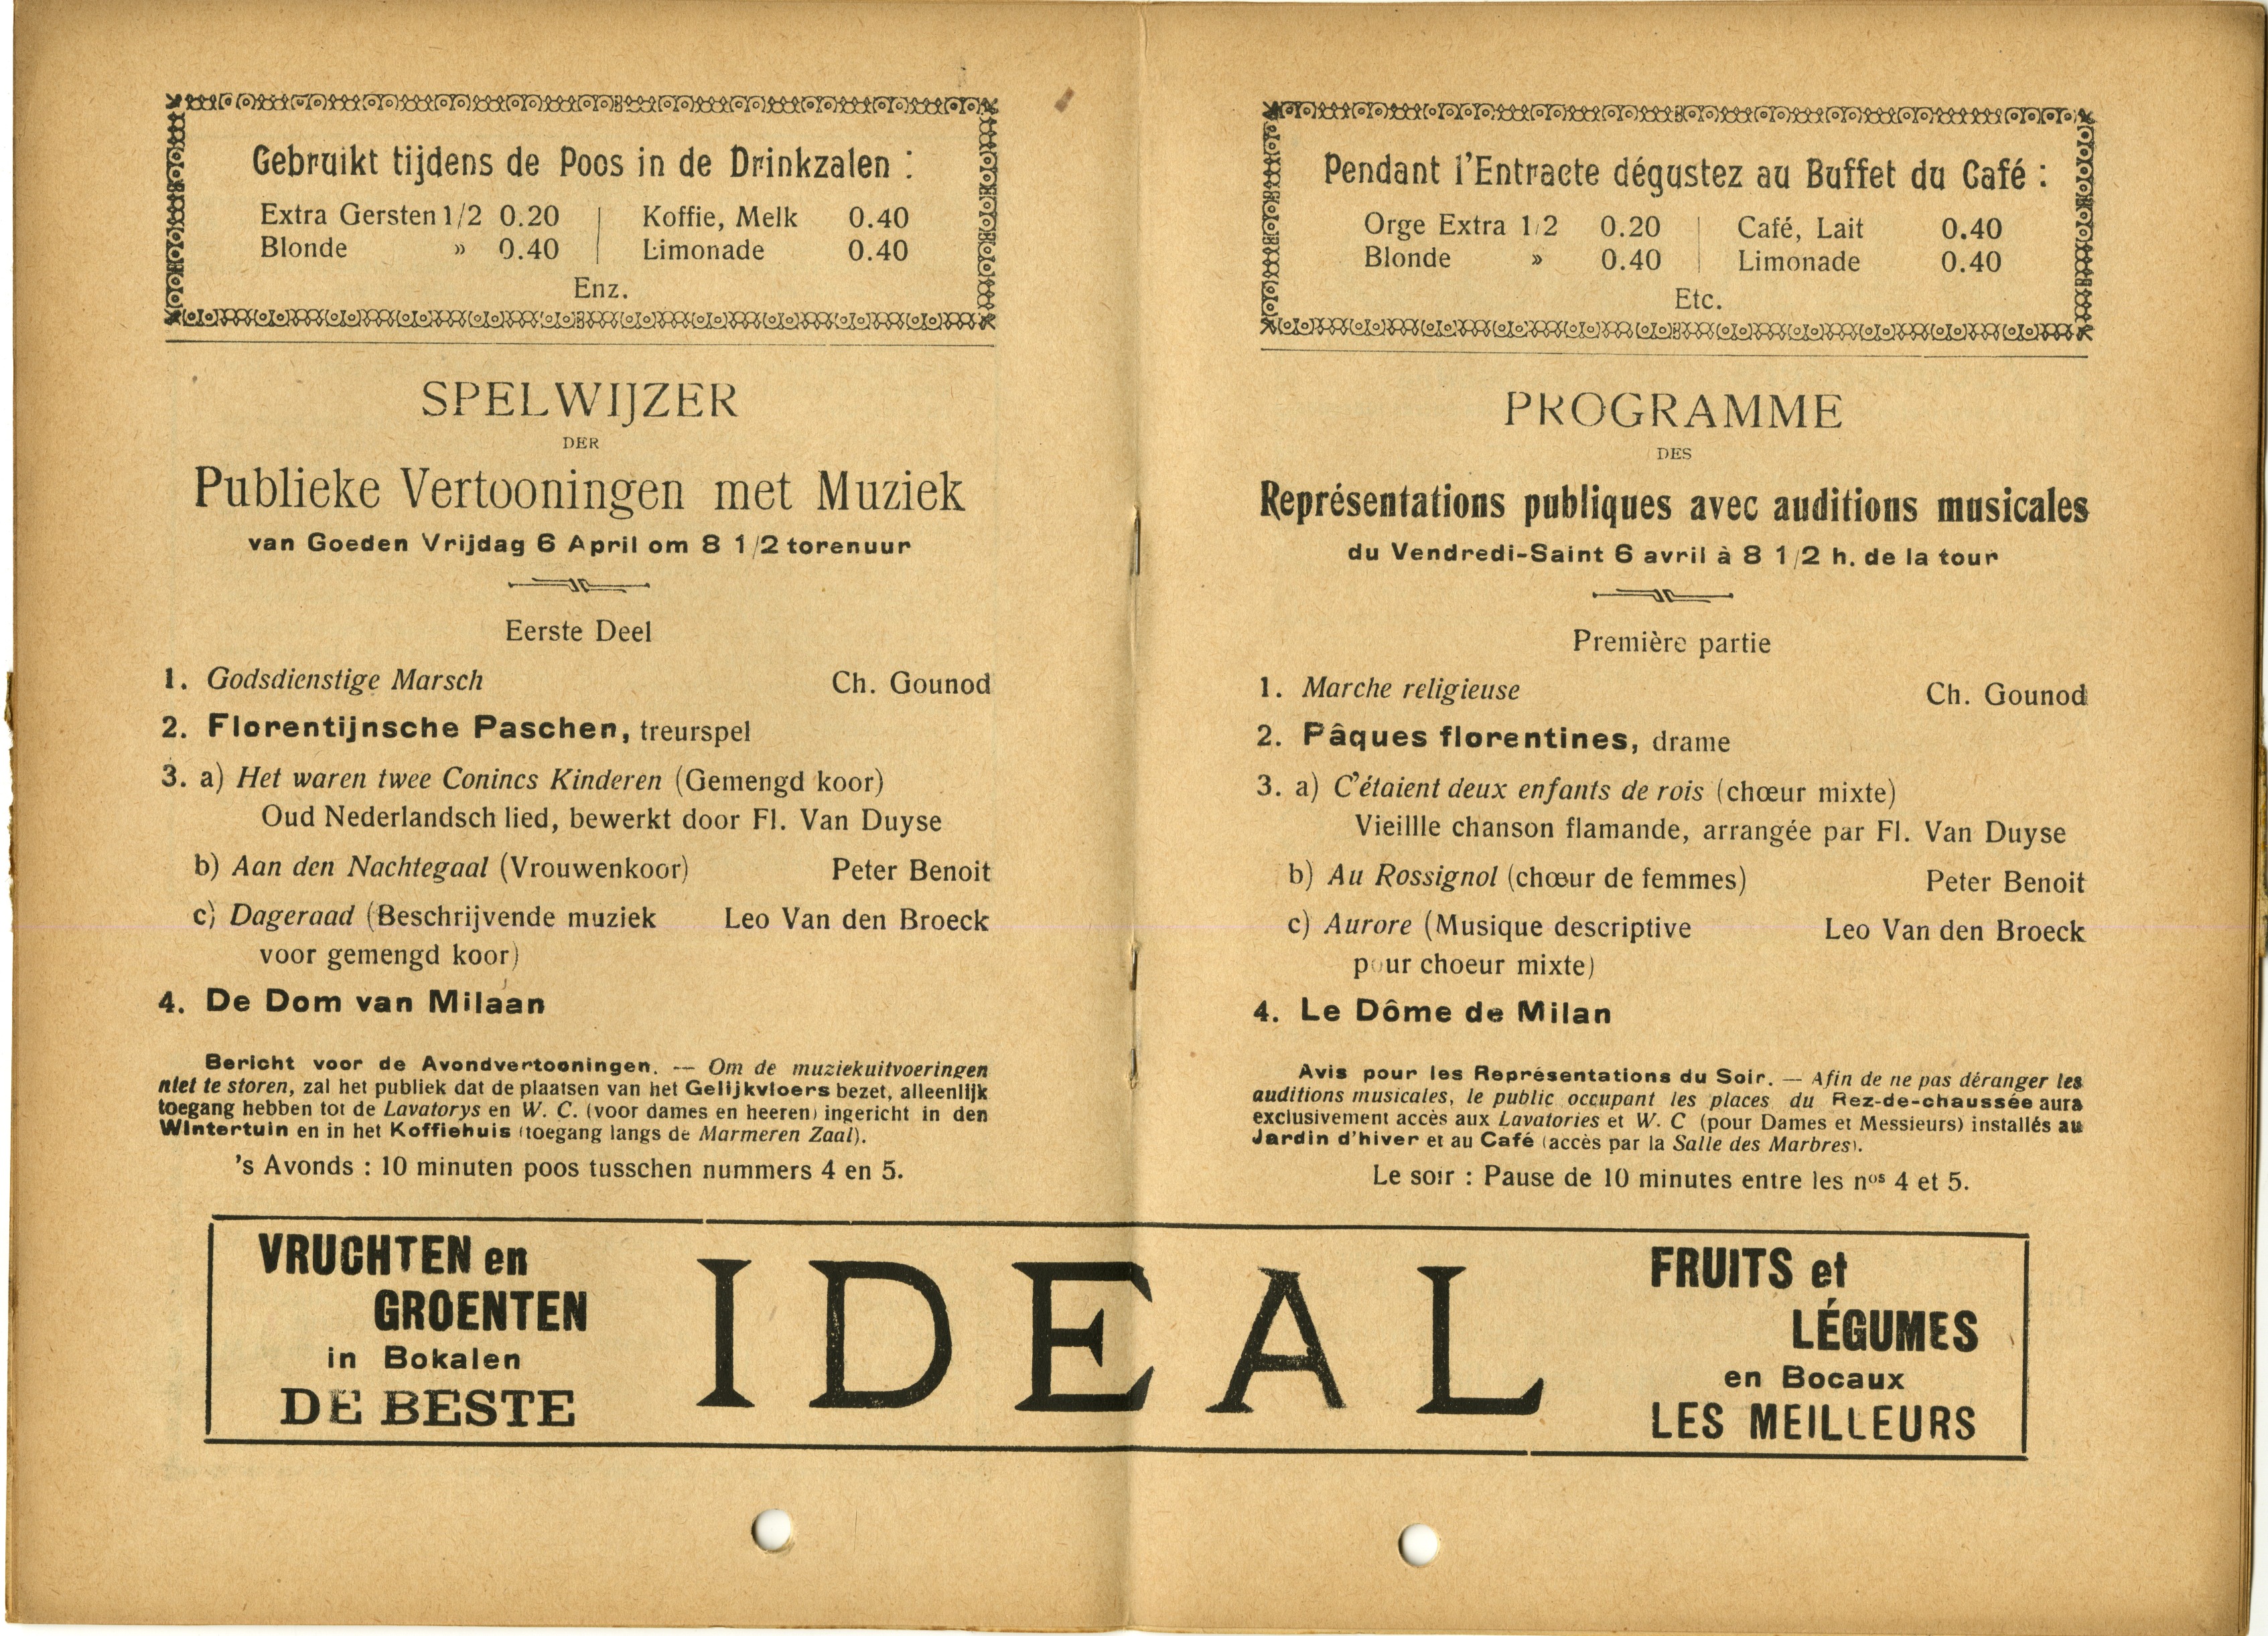 Gebruikt tijdens de Poos in de Drinkzalen :
Extra Gersten 1/2 0.20 Koffie, Melk 0.40
Blonde » 0.40 Limonade 0.40
Enz.
SPELWIJZER
DER
Publieke Vertooningen met Muziek
van Goeden Vrijdag 6 April om 8 1/2 torenuur
Eerste Deel
1. Godsdienstige Marsch Ch. Gounod
2. Florentijnsche Paschen, treurspel
3. a) Het waren twee Conincs Kinderen (Gemengd koor)
Oud Nederlandsch lied, bewerkt door Fl. Van Duyse
b) Aan den Nachtegaal (Vrouwenkoor) Peter Benoit
c) Dageraad (Beschrijvende muziek Leo Van den Broeck
voor gemengd koor)
4. De Dom van Milaan
Bericht voor de Avondvertooningen. — Om de muziekuitvoeringen
niet te storen, zal het publiek dat de plaatsen van het Gelijkvloers bezet, alleenlijk
toegang hebben tot de Lavatorys en W. C. (voor dames en heeren) ingericht in den
Wintertuin en in het Koffiehuis (toegang langs de Marmeren Zaal).
's Avonds : 10 minuten poos tusschen nummers 4 en 5.
Pendant l'Entracte dégustez au Buffet du Café :
Orge Extra 1/2 0.20 Café, Lait 0.40
Blonde » 0.40 Limonade 0.40
Etc.
PROGRAMME
DES
Représentations publiques avec auditions musicales
du Vendredi-Saint 6 avril à 8 1/2 h. de la tour
Première partie
1. Marche religieuse Ch. Gounod
2. Pâques florentines, drame
3. a) C'étaient deux enfants de rois (chœur mixte)
Vieillle chanson flamande, arrangée par Fl. Van Duyse
b) Au Rossignol (chœur de femmes) Peter Benoit
c) Aurore (Musique descriptive Leo Van den Broeck
pour choeur mixte)
4. Le Dôme de Milan
Avis pour les Représentations du Soir. — Afin de ne pas déranger les
auditions musicales, le public occupant les places du Rez-de-chaussée aura
exclusivement accès aux Lavatories et W. C (pour Dames et Messieurs) installés au
Jardin d'hiver et au Café (accès par la Salle des Marbres).
Le soir : Pause de 10 minutes entre les nos 4 et 5.
VRUCHTEN en
GROENTEN
in Bokalen
DE BESTE
IDEAL
FRUITS et
LÉGUMES
en Bocaux
LES MEILLEURS